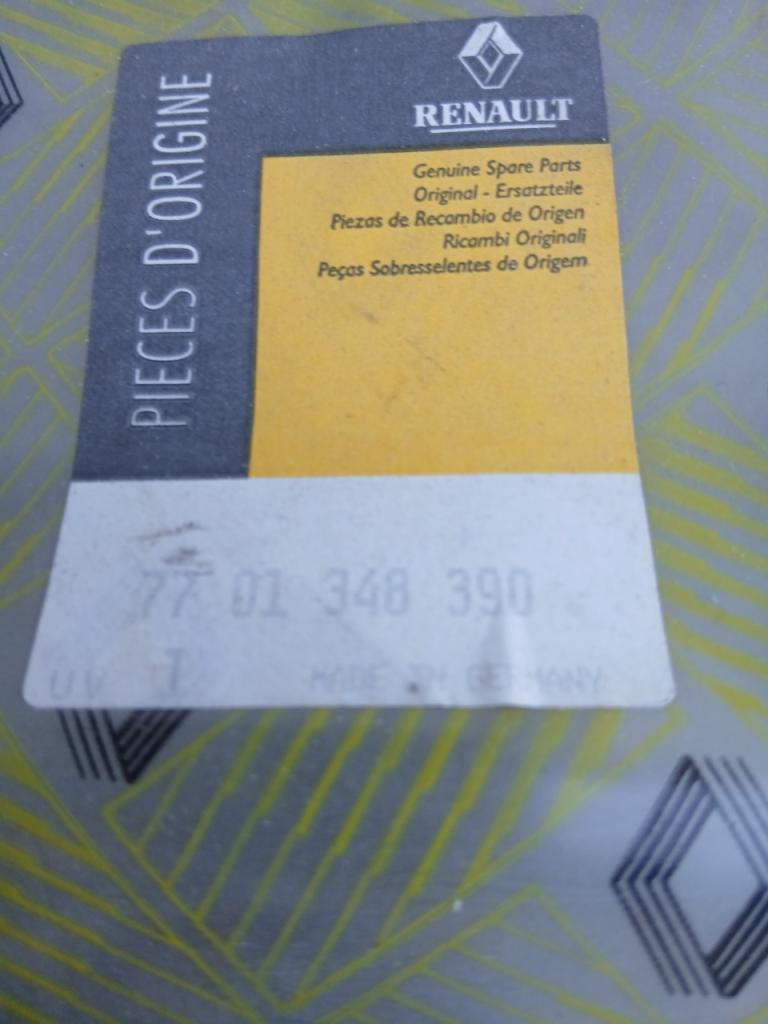 RENAULT
PIECES D'ORIGINE
Genuine Spare Parts
Original - Ersatzteile
Piezas de Recambio de Origen
Ricambi Originali
Peças Sobresselentes de Origem
77 01 348 390
UV 1
MADE IN GERMANY